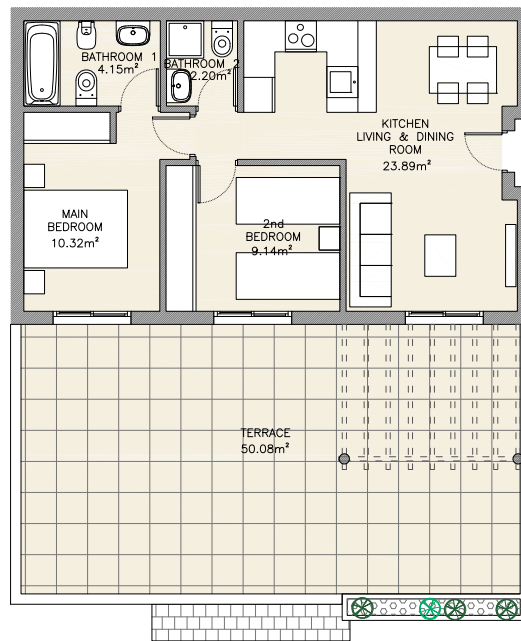 BATHROOM 1
4.15m²
BATHROOM 2
2.20m²
KITCHEN
LIVING & DINING
ROOM
23.89m²
MAIN
BEDROOM
10.32m²
2nd
BEDROOM
9.14m²
TERRACE
50.08m²